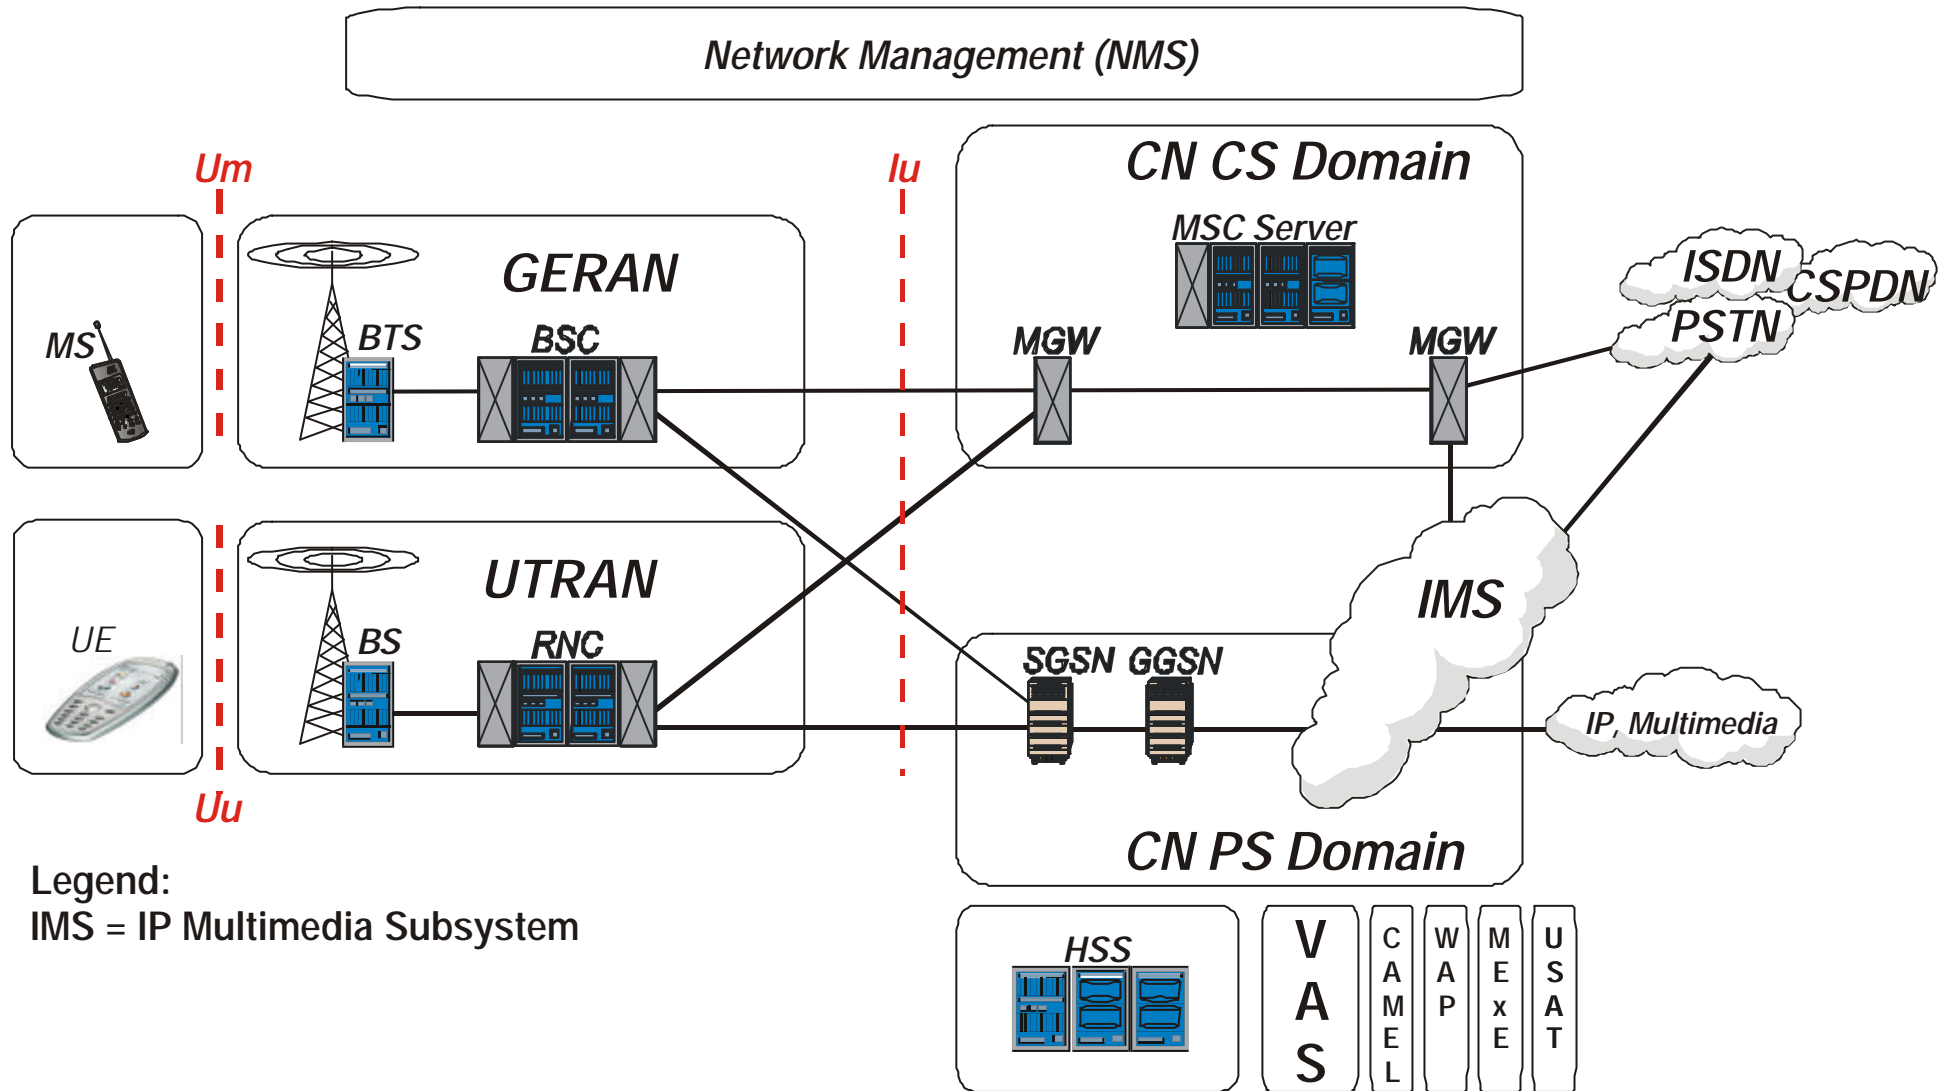 Network Management (NMS)
Um
Iu
CN CS Domain
MSC Server
GERAN
MS
BTS
BSC
MGW
MGW
ISDN
CSPDN
PSTN
UTRAN
UE
BS
RNC
IMS
SGSN
GGSN
IP, Multimedia
Uu
CN PS Domain
Legend:
IMS = IP Multimedia Subsystem
HSS
VAS
CAMEL
WAP
MExE
USAT